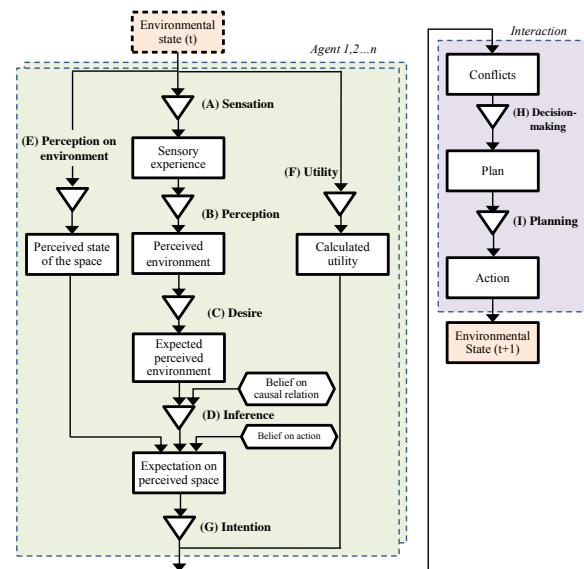 Environmental
state (t)
Agent 1,2…n
(A) Sensation
(E) Perception on
environment
Sensory
experience
(F) Utility
(B) Perception
Perceived state
of the space
Perceived
environment
Calculated
utility
(C) Desire
Expected
perceived
environment
Belief on
causal relation
(D) Inference
Belief on action
Expectation on
perceived space
(G) Intention
Interaction
Conflicts
(H) Decision-
making
Plan
(I) Planning
Action
Environmental
State (t+1)